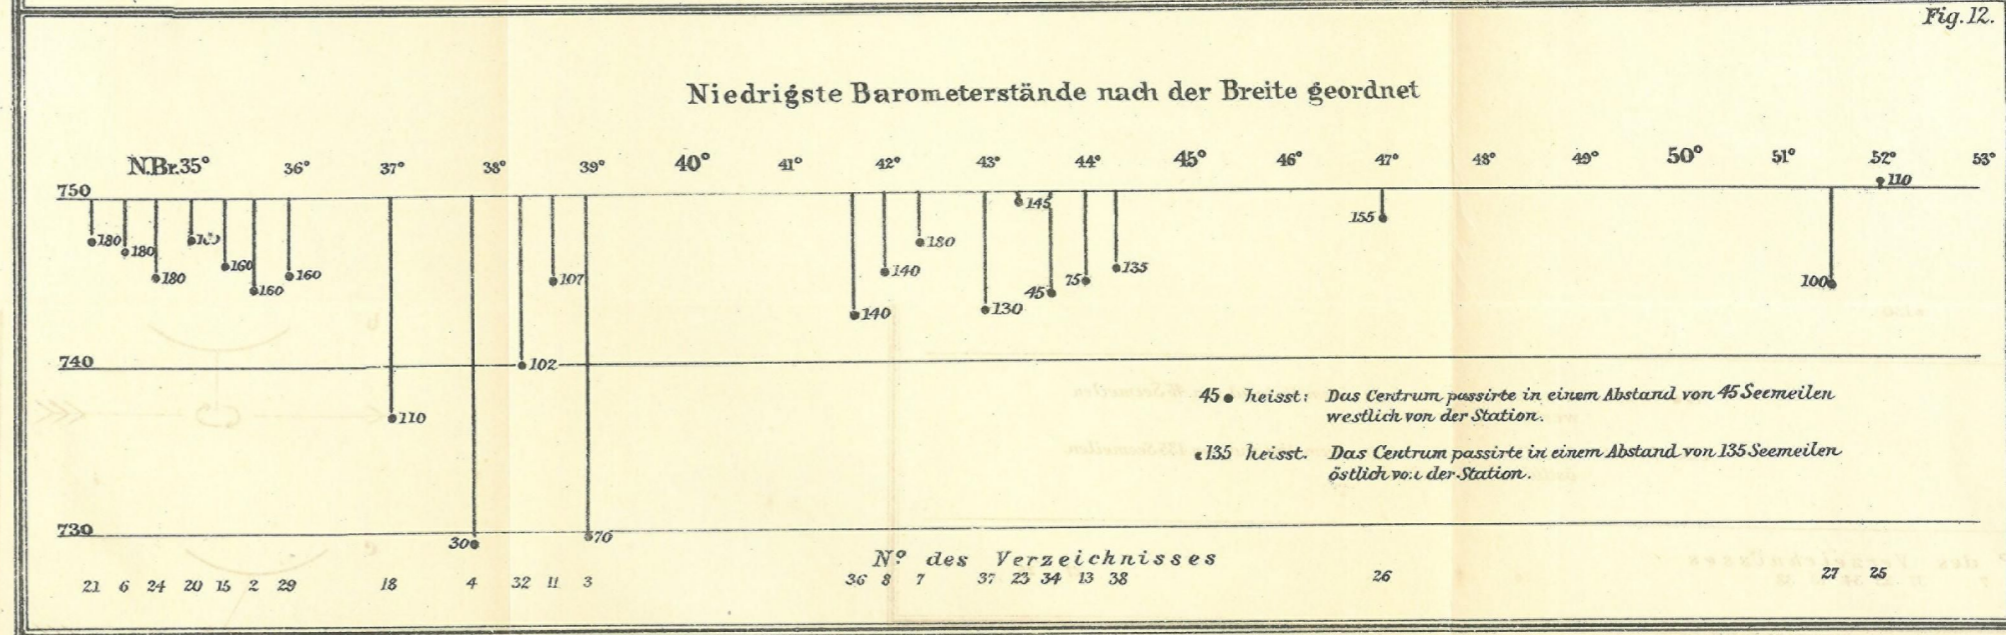 Fig. 12.
Niedrigste Barometerstände nach der Breite geordnet
N.Br. 35° 36° 37° 38° 39° 40° 41° 42° 43° 44° 45° 46° 47° 48° 49° 50° 51° 52° 53°
750
110
145
180 180 180 160 160 160 107 140 140 180 130 45 75 135 155 100
740
102
110
45 heisst: Das Centrum passirte in einem Abstand von 45 Seemeilen
westlich von der Station.
135 heisst. Das Centrum passirte in einem Abstand von 135 Seemeilen
östlich von der Station.
730
30 70
Nº des Verzeichnisses
21 6 24 20 15 2 29 18 4 32 11 3 36 8 7 37 23 34 13 38 26 27 25